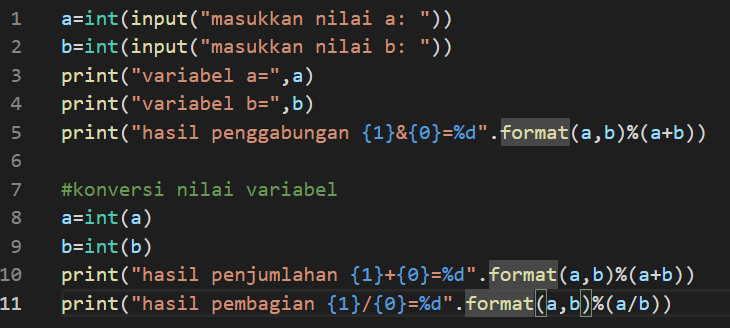 1 a=int(input("masukkan nilai a: "))
2 b=int(input("masukkan nilai b: "))
3 print("variabel a=",a)
4 print("variabel b=",b)
5 print("hasil penggabungan {1}&{0}=%d".format(a,b)%(a+b))
6
7 #konversi nilai variabel
8 a=int(a)
9 b=int(b)
10 print("hasil penjumlahan {1}+{0}=%d".format(a,b)%(a+b))
11 print("hasil pembagian {1}/{0}=%d".format(a,b)%(a/b))